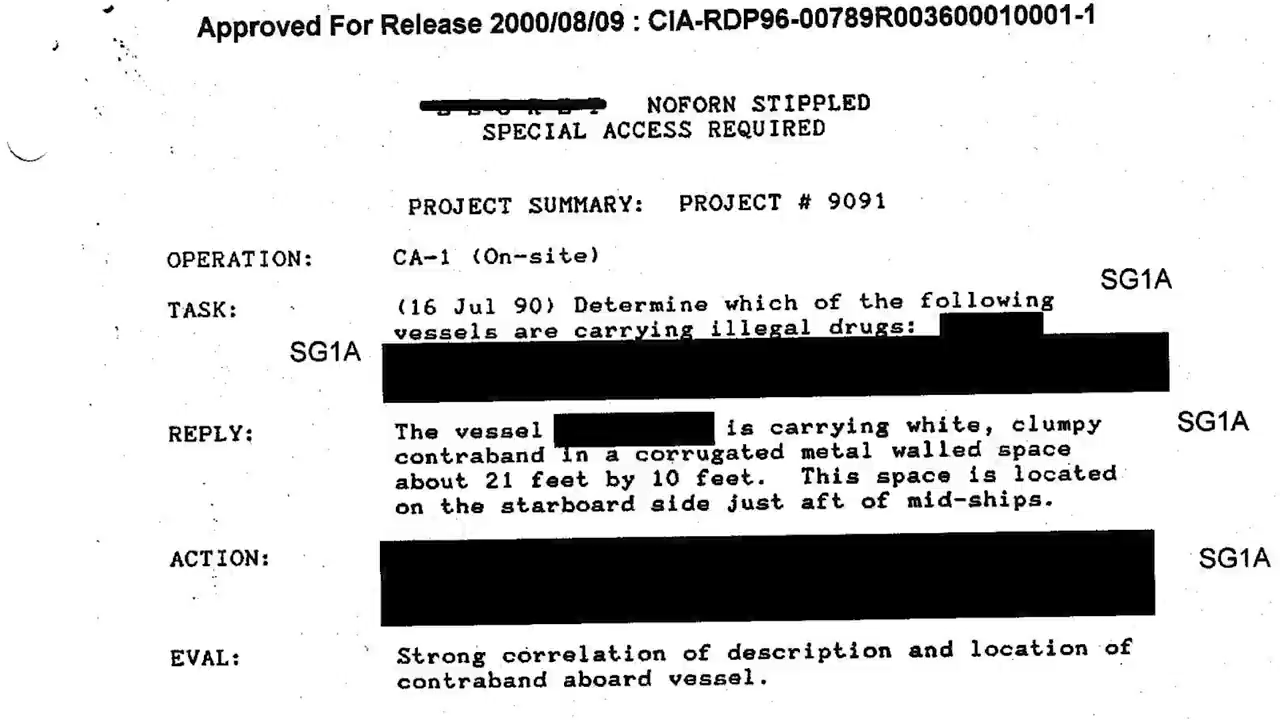 Approved For Release 2000/08/09 : CIA-RDP96-00789R003600010001-1
SECRET NOFORN STIPPLED
SPECIAL ACCESS REQUIRED
PROJECT SUMMARY: PROJECT # 9091
OPERATION: CA-1 (On-site)
SG1A
TASK: (16 Jul 90) Determine which of the following
vessels are carrying illegal drugs:
SG1A
REPLY: The vessel is carrying white, clumpy SG1A
contraband in a corrugated metal walled space
about 21 feet by 10 feet. This space is located
on the starboard side just aft of mid-ships.
ACTION: SG1A
EVAL: Strong correlation of description and location of
contraband aboard vessel.